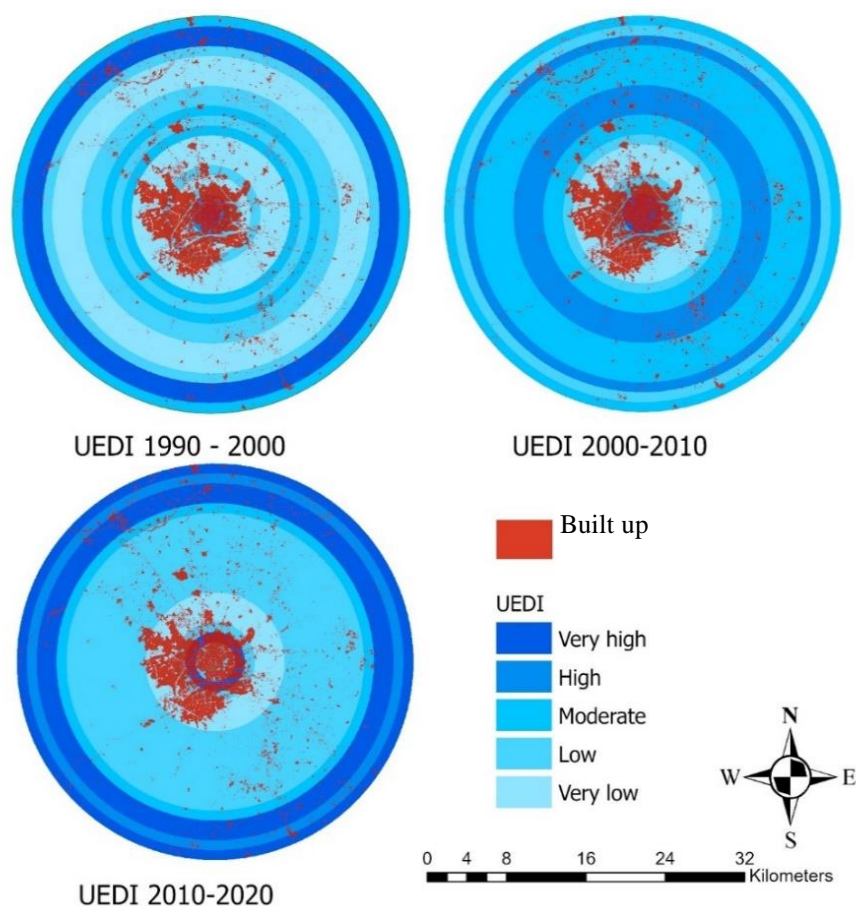 UEDI 1990 - 2000
UEDI 2000-2010
Built up
UEDI
Very high
High
Moderate
Low
Very low
N
W
E
S
0 4 8 16 24 32
Kilometers
UEDI 2010-2020